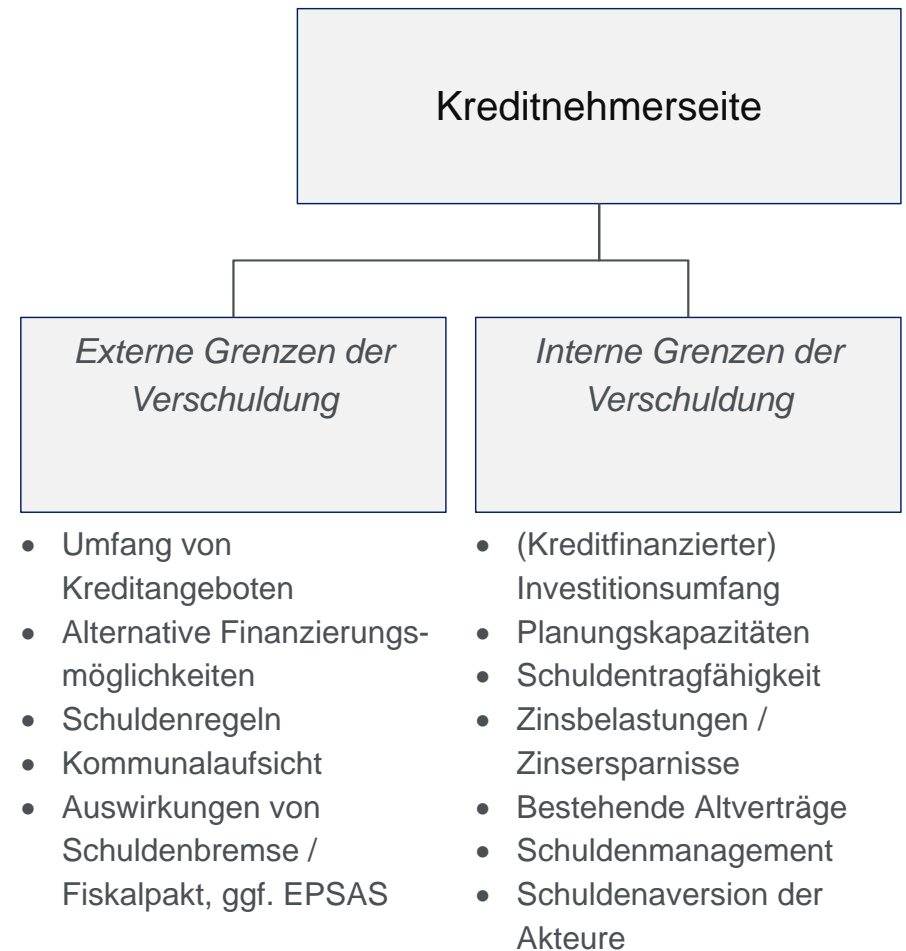 Kreditnehmerseite
Externe Grenzen der
Verschuldung
• Umfang von
Kreditangeboten
• Alternative Finanzierungs-
möglichkeiten
• Schuldenregeln
• Kommunalaufsicht
• Auswirkungen von
Schuldenbremse /
Fiskalpakt, ggf. EPSAS
Interne Grenzen der
Verschuldung
• (Kreditfinanzierter)
Investitionsumfang
• Planungskapazitäten
• Schuldentragfähigkeit
• Zinsbelastungen /
Zinsersparnisse
• Bestehende Altverträge
• Schuldenmanagement
• Schuldenaversion der
Akteure